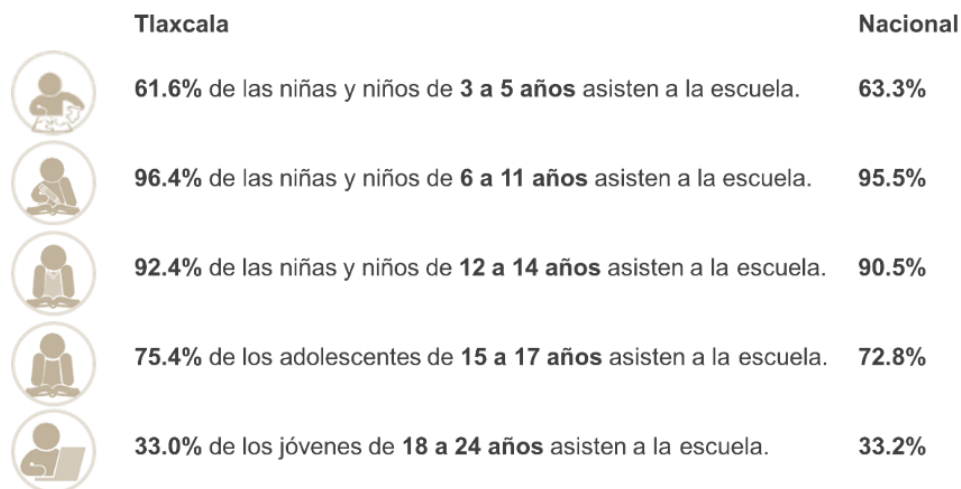 Tlaxcala Nacional
61.6% de las niñas y niños de 3 a 5 años asisten a la escuela. 63.3%
96.4% de las niñas y niños de 6 a 11 años asisten a la escuela. 95.5%
92.4% de las niñas y niños de 12 a 14 años asisten a la escuela. 90.5%
75.4% de los adolescentes de 15 a 17 años asisten a la escuela. 72.8%
33.0% de los jóvenes de 18 a 24 años asisten a la escuela. 33.2%